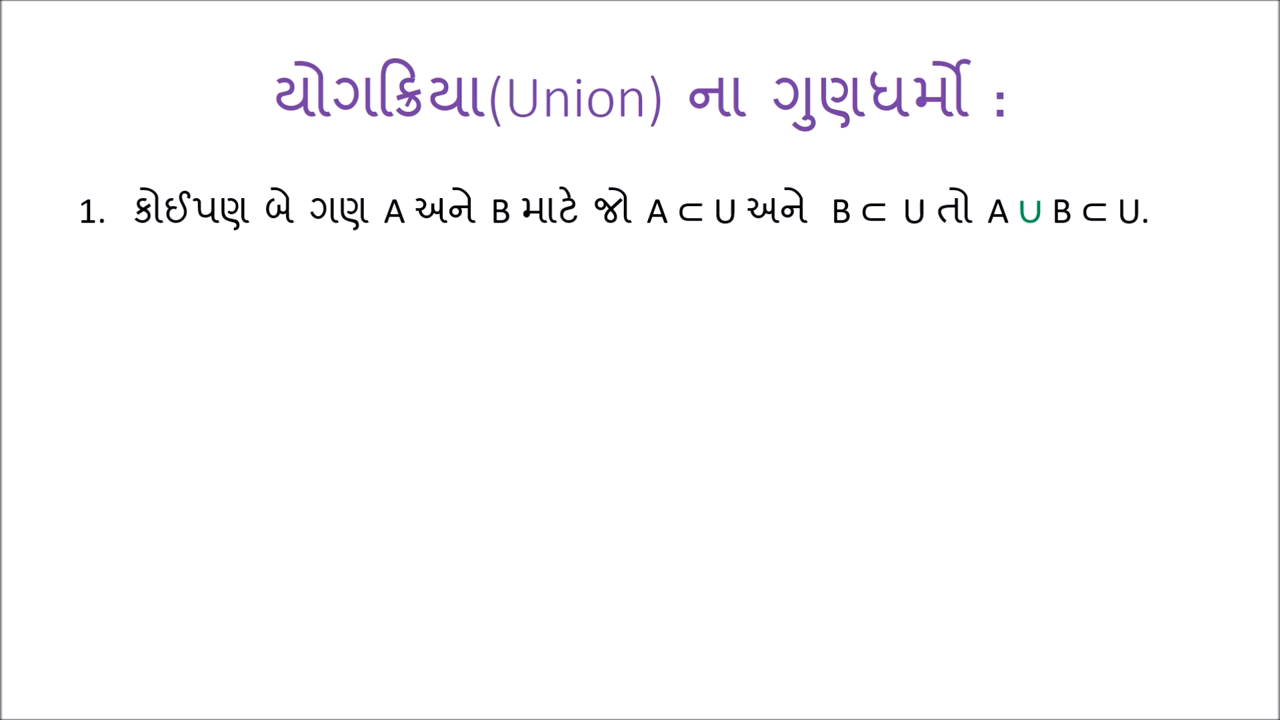 યોગક્રિયા(Union) ના ગુણધર્મો :
1. કોઈપણ બે ગણ A અને B માટે જો A ⊂ U અને B ⊂ U તો A ∪ B ⊂ U.